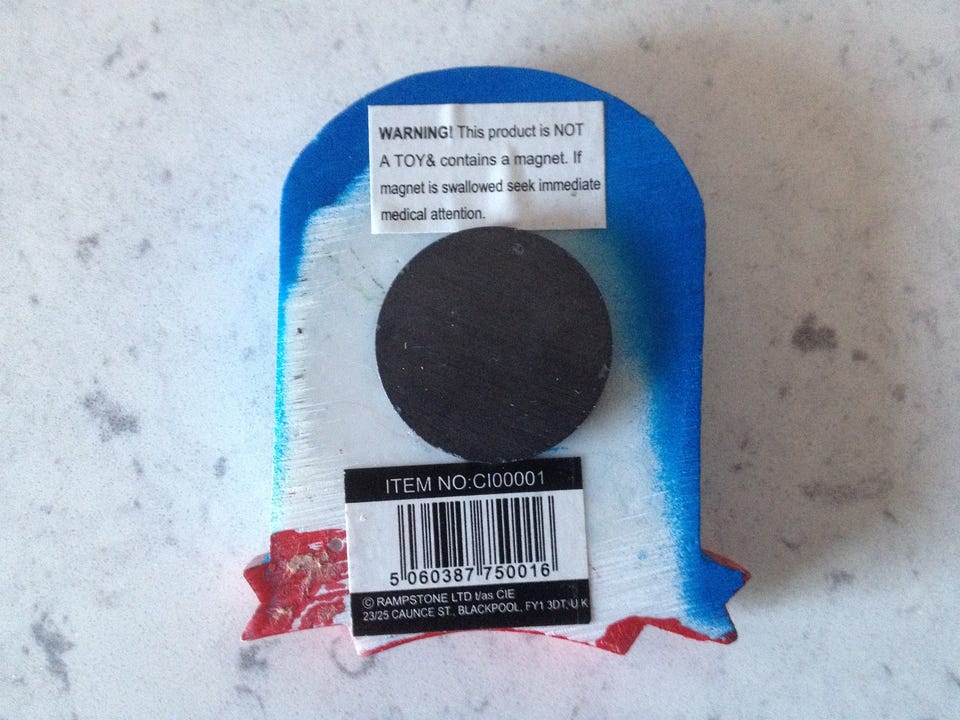 WARNING! This product is NOT
A TOY& contains a magnet. If
magnet is swallowed seek immediate
medical attention.
ITEM NO:CI00001
5 060387 750016
© RAMPSTONE LTD t/as CIE
23/25 CAUNCE ST, BLACKPOOL, FY1 3DT, U K